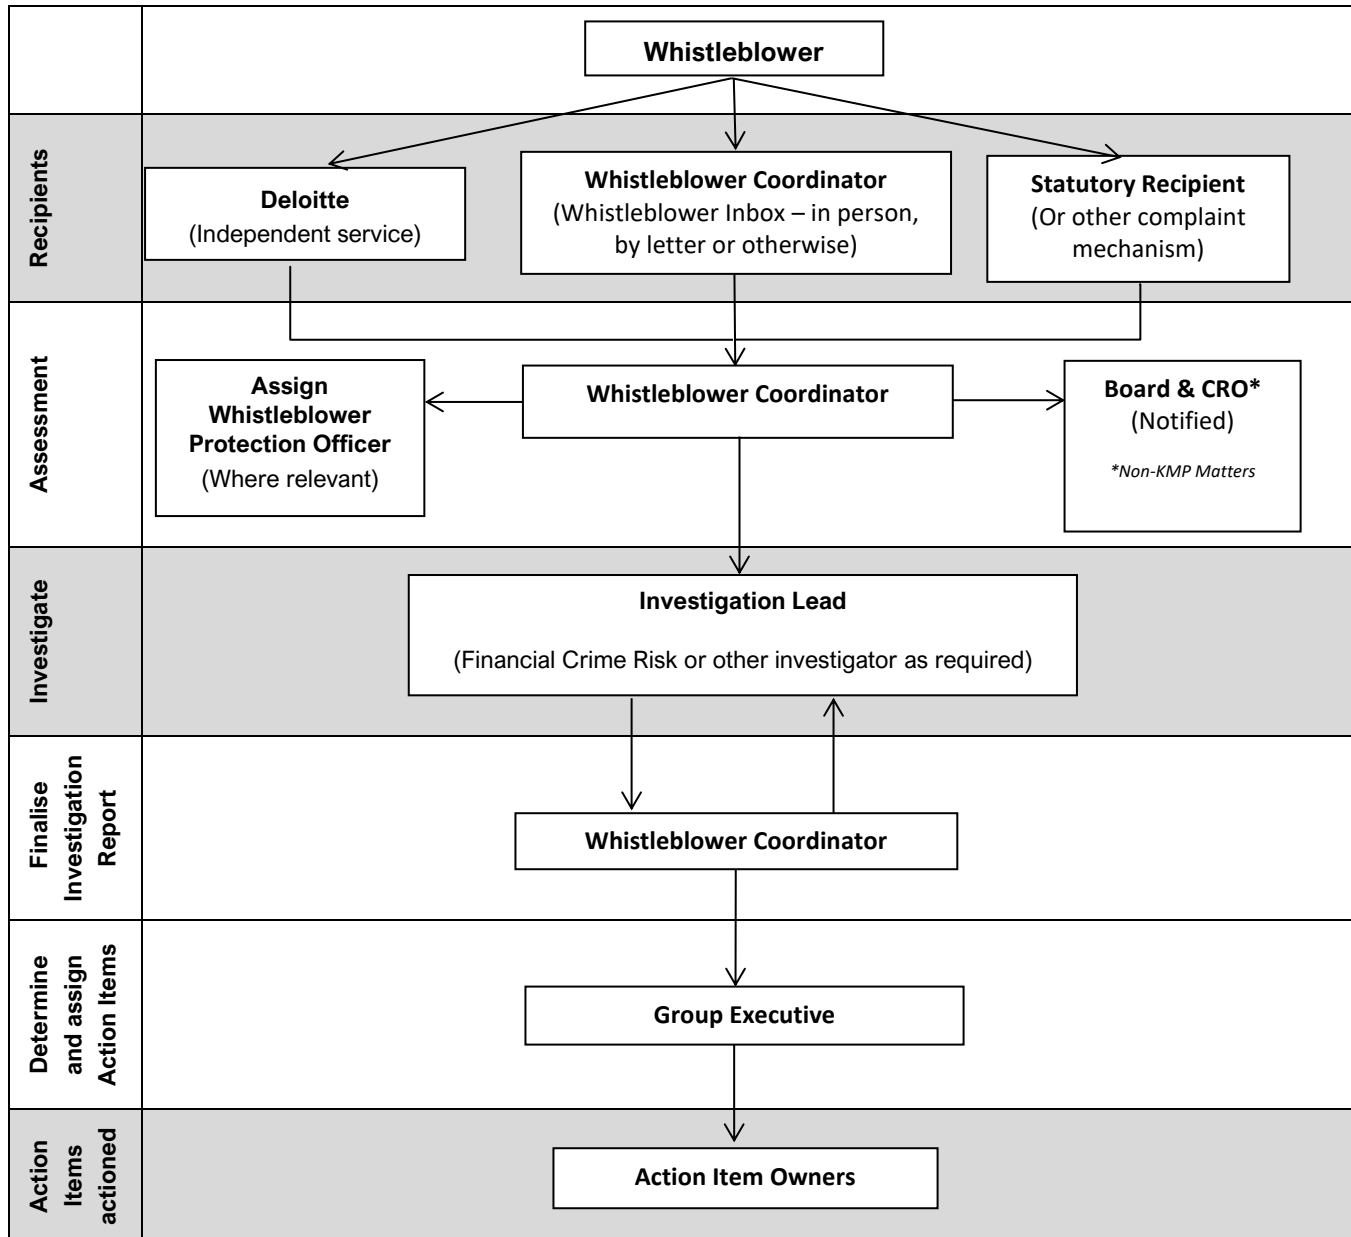 Whistleblower
Recipients
Deloitte
(Independent service)
Whistleblower Coordinator
(Whistleblower Inbox – in person,
by letter or otherwise)
Statutory Recipient
(Or other complaint
mechanism)
Assessment
Assign
Whistleblower
Protection Officer
(Where relevant)
Whistleblower Coordinator
Board & CRO*
(Notified)
*Non-KMP Matters
Investigate
Investigation Lead
(Financial Crime Risk or other investigator as required)
Finalise
Investigation
Report
Whistleblower Coordinator
Determine
and assign
Action Items
Group Executive
Action
Items
actioned
Action Item Owners